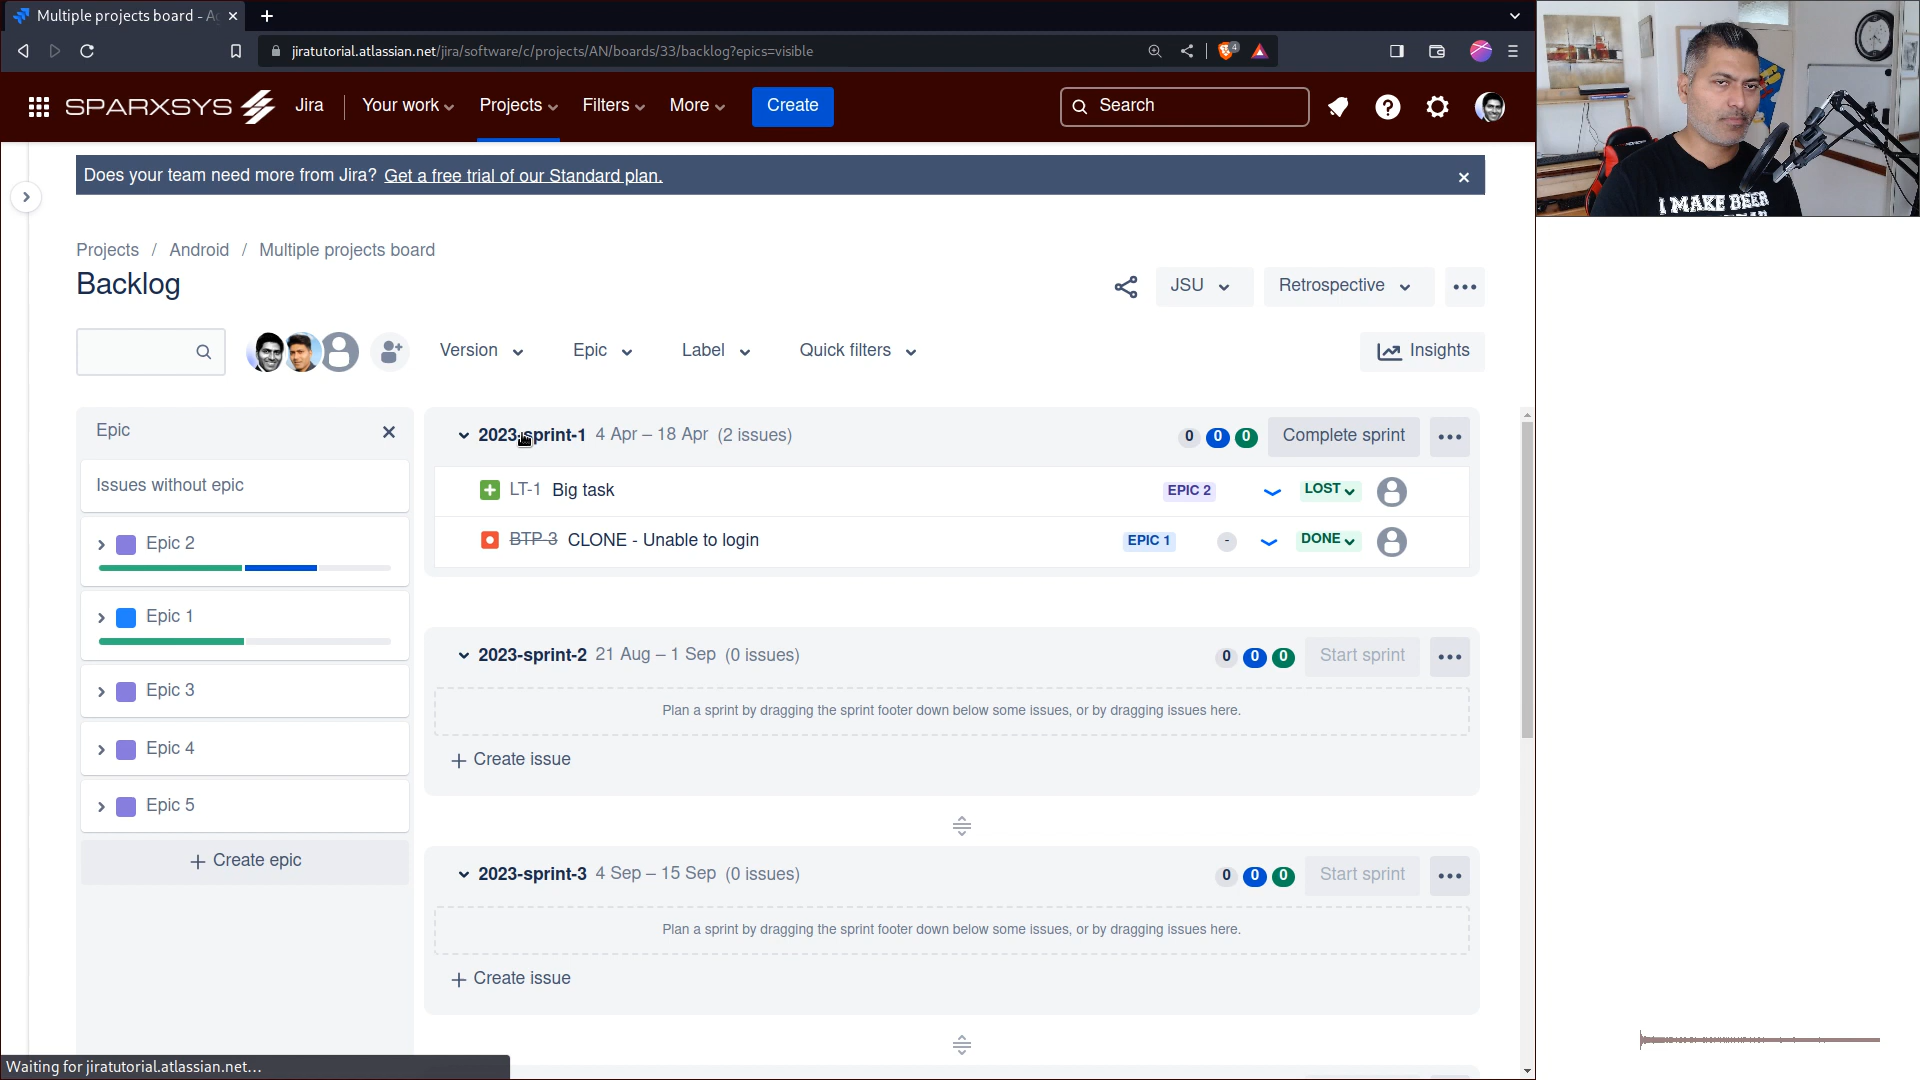 Multiple projects board - A
jiratutorial.atlassian.net/jira/software/c/projects/AN/boards/33/backlog?epics=visible
4
SPARXSYS Jira Your work Projects Filters More Create Search
Does your team need more from Jira? Get a free trial of our Standard plan.
Projects / Android / Multiple projects board
Backlog
JSU Retrospective
Version Epic Label Quick filters Insights
Epic
Issues without epic
Epic 2
Epic 1
Epic 3
Epic 4
Epic 5
+ Create epic
2023-sprint-1 4 Apr – 18 Apr (2 issues) 0 0 0 Complete sprint
LT-1 Big task EPIC 2 LOST
BTP-3 CLONE - Unable to login EPIC 1 - DONE
2023-sprint-2 21 Aug – 1 Sep (0 issues) 0 0 0 Start sprint
Plan a sprint by dragging the sprint footer down below some issues, or by dragging issues here.
+ Create issue
2023-sprint-3 4 Sep – 15 Sep (0 issues) 0 0 0 Start sprint
Plan a sprint by dragging the sprint footer down below some issues, or by dragging issues here.
+ Create issue
Waiting for jiratutorial.atlassian.net...
I MAKE BEER